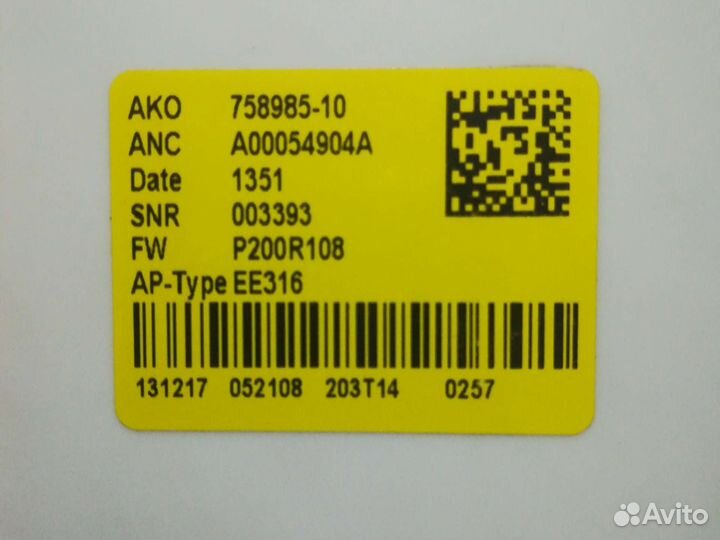 AKO 758985-10
ANC A00054904A
Date 1351
SNR 003393
FW P200R108
AP-Type EE316
131217 052108 203T14 0257
Avito